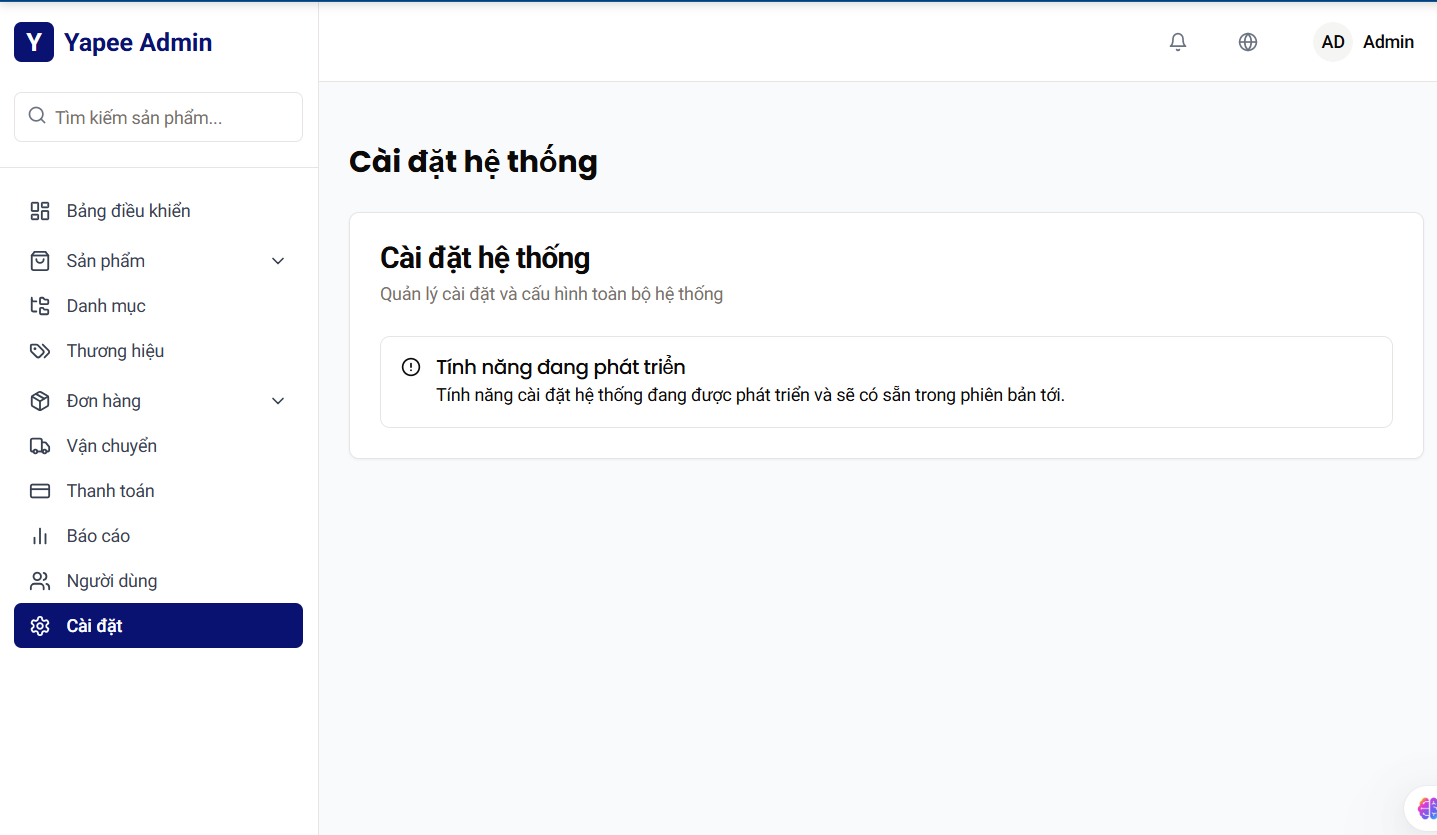 Y Yapee Admin
AD Admin
Tìm kiếm sản phẩm...
Bảng điều khiển
Sản phẩm
Danh mục
Thương hiệu
Đơn hàng
Vận chuyển
Thanh toán
Báo cáo
Người dùng
Cài đặt
Cài đặt hệ thống
Cài đặt hệ thống
Quản lý cài đặt và cấu hình toàn bộ hệ thống
Tính năng đang phát triển
Tính năng cài đặt hệ thống đang được phát triển và sẽ có sẵn trong phiên bản tới.